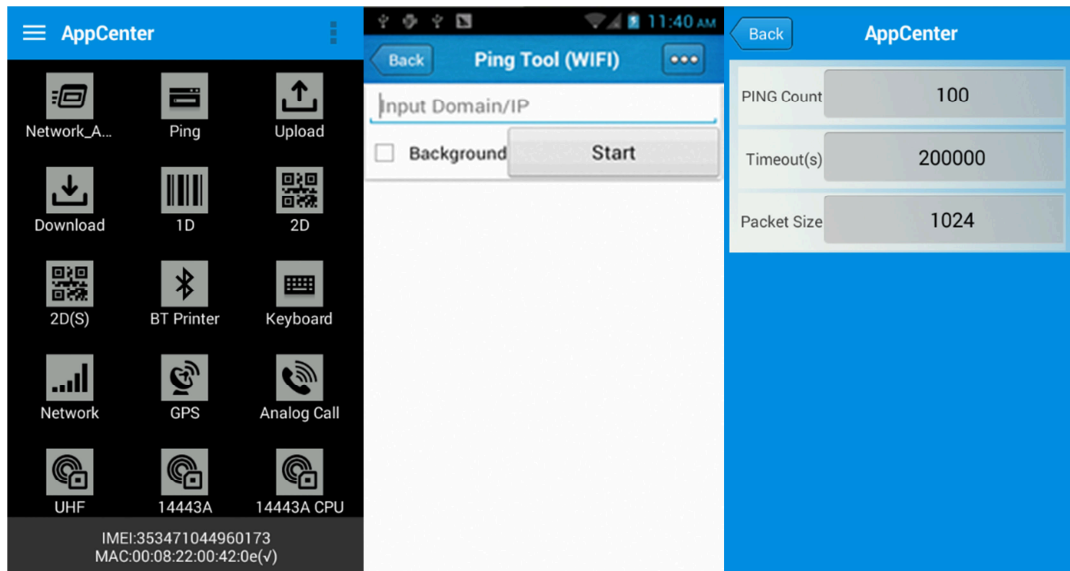 AppCenter
Network_A...
Ping
Upload
Download
1D
2D
2D(S)
BT Printer
Keyboard
Network
GPS
Analog Call
UHF
14443A
14443A CPU
IMEI:353471044960173
MAC:00:08:22:00:42:0e(√)
11:40 AM
Back
Ping Tool (WIFI)
Input Domain/IP
Background
Start
Back
AppCenter
PING Count 100
Timeout(s) 200000
Packet Size 1024